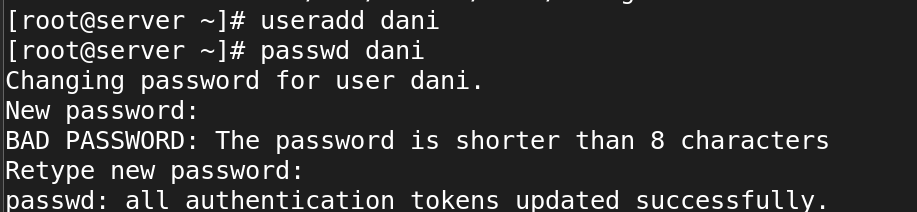 [root@server ~]# useradd dani
[root@server ~]# passwd dani
Changing password for user dani.
New password:
BAD PASSWORD: The password is shorter than 8 characters
Retype new password:
passwd: all authentication tokens updated successfully.